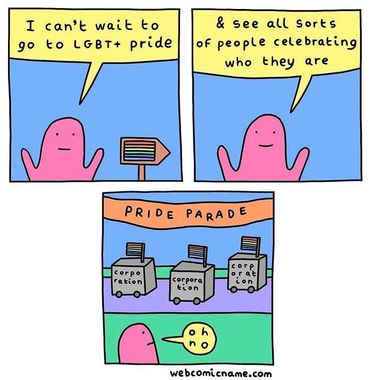 I can't wait to
go to LGBT+ pride
& see all sorts
of people celebrating
who they are
PRIDE PARADE
corpo
ration
corpora
tion
corp
orat
ion
oh
no
webcomicname.com